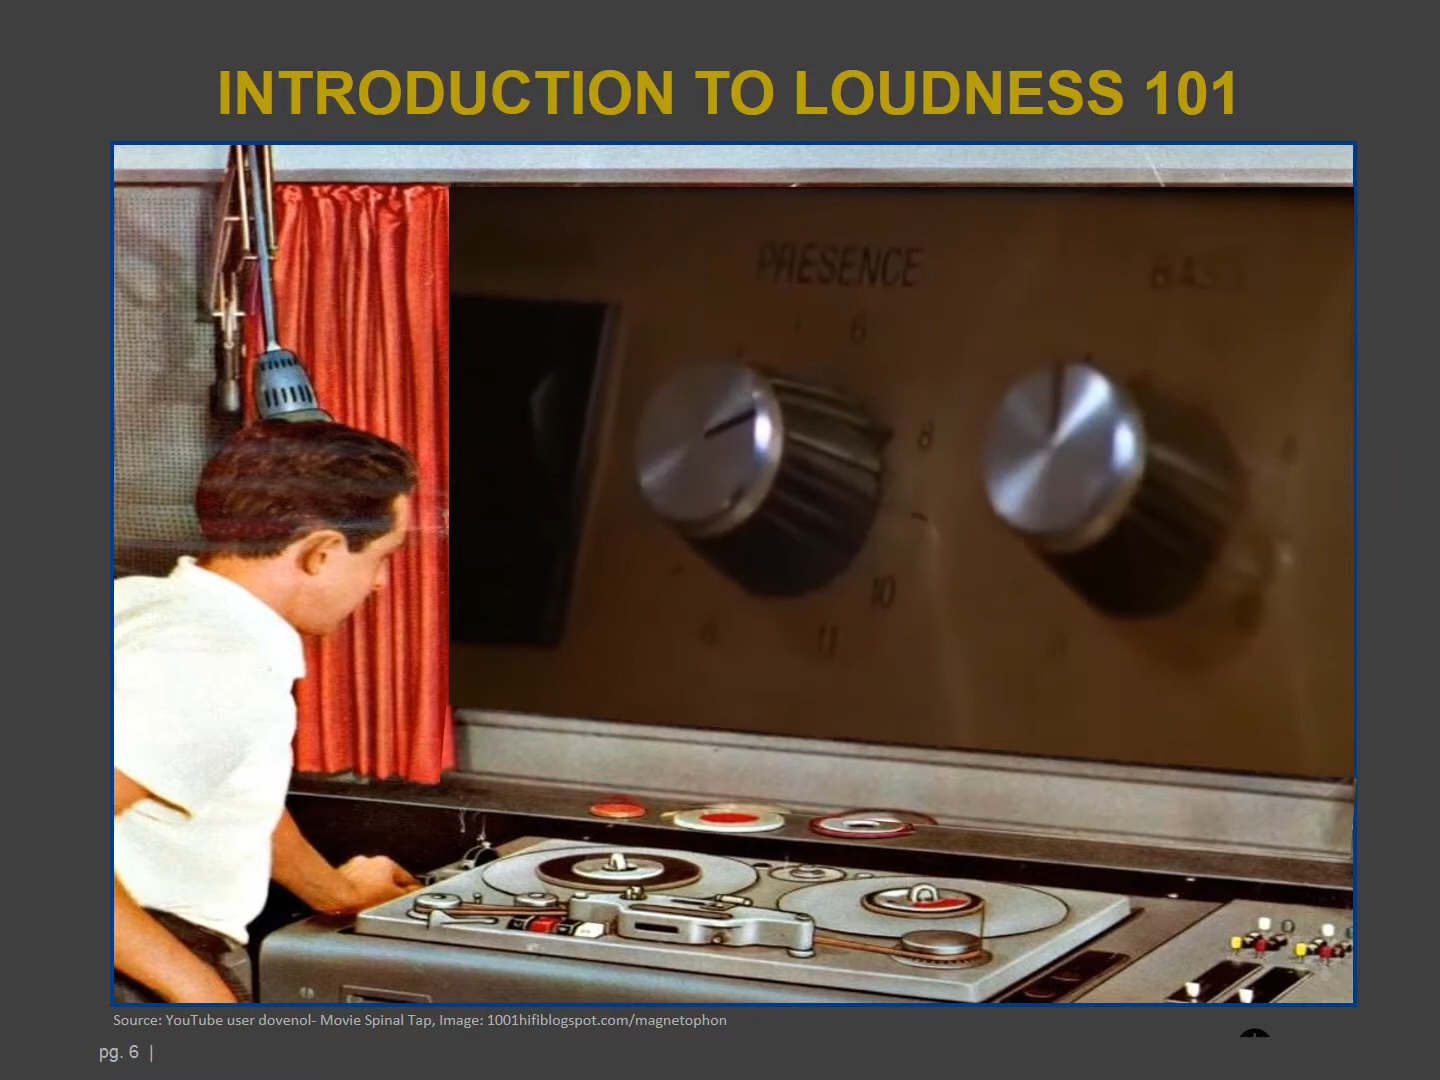 INTRODUCTION TO LOUDNESS 101
PRESENCE
BASS
6
8
10
11
Source: YouTube user dovenol- Movie Spinal Tap, Image: 1001hifiblogspot.com/magnetophon
pg. 6 |